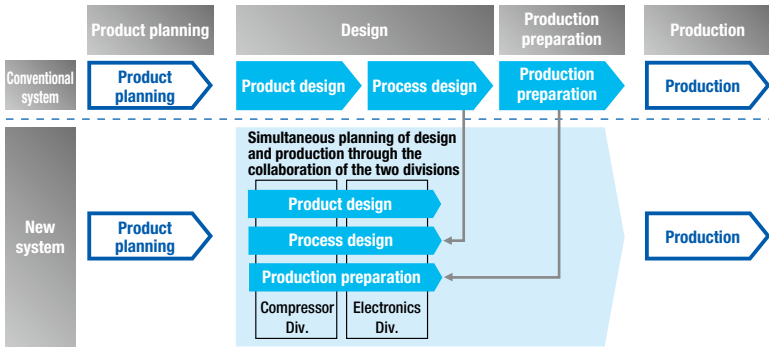 Product planning
Design
Production
preparation
Production
Conventional
system
Product
planning
Product design
Process design
Production
preparation
Production
New
system
Product
planning
Simultaneous planning of design
and production through the
collaboration of the two divisions
Product design
Process design
Production preparation
Compressor
Div.
Electronics
Div.
Production